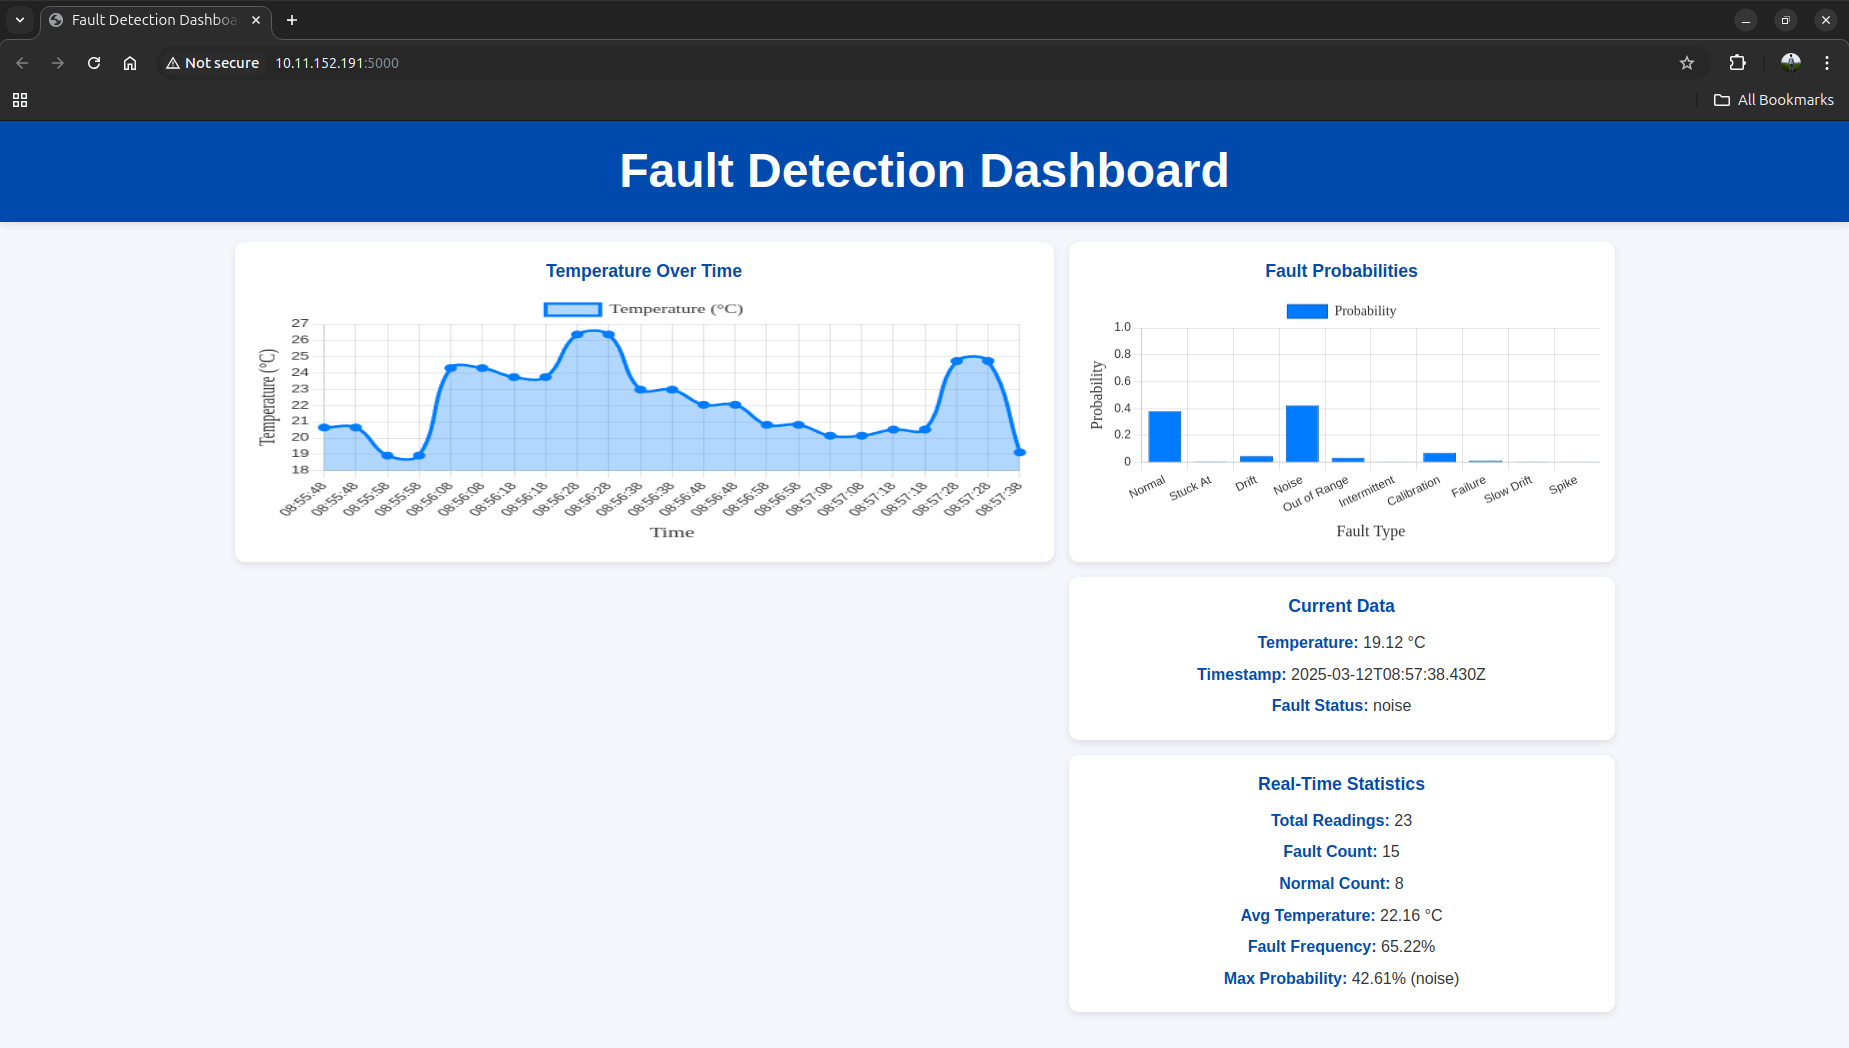 Fault Detection Dashboa
Not secure 10.11.152.191:5000
All Bookmarks
Fault Detection Dashboard
Temperature Over Time
Temperature (°C)
Temperature (°C)
27
26
25
24
23
22
21
20
19
18
08:55:48 08:55:48 08:55:58 08:55:58 08:56:08 08:56:08 08:56:18 08:56:18 08:56:28 08:56:28 08:56:38 08:56:38 08:56:48 08:56:48 08:56:58 08:56:58 08:57:08 08:57:08 08:57:18 08:57:18 08:57:28 08:57:28 08:57:38
Time
Fault Probabilities
Probability
Probability
1.0
0.8
0.6
0.4
0.2
0
Normal Stuck At Drift Noise Out of Range Intermittent Calibration Failure Slow Drift Spike
Fault Type
Current Data
Temperature: 19.12 °C
Timestamp: 2025-03-12T08:57:38.430Z
Fault Status: noise
Real-Time Statistics
Total Readings: 23
Fault Count: 15
Normal Count: 8
Avg Temperature: 22.16 °C
Fault Frequency: 65.22%
Max Probability: 42.61% (noise)